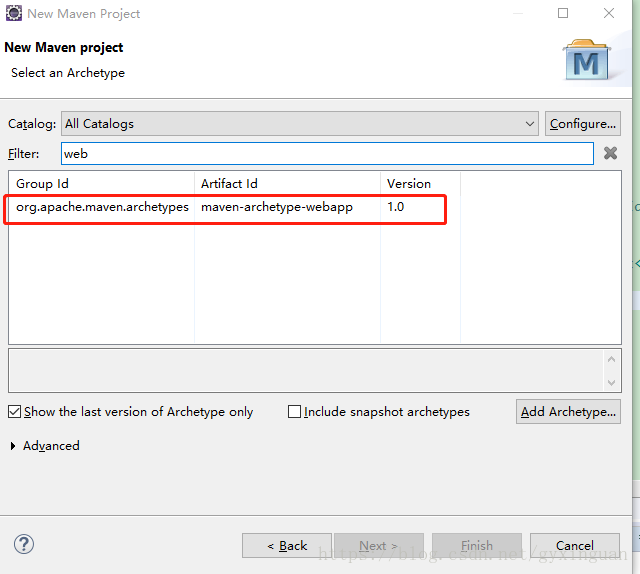 New Maven Project
New Maven project
Select an Archetype
M
Catalog: All Catalogs Configure...
Filter: web
Group Id Artifact Id Version
org.apache.maven.archetypes maven-archetype-webapp 1.0
Show the last version of Archetype only Include snapshot archetypes Add Archetype...
Advanced
? < Back Next > Finish Cancel
https://blog.csdn.net/gyxinguan